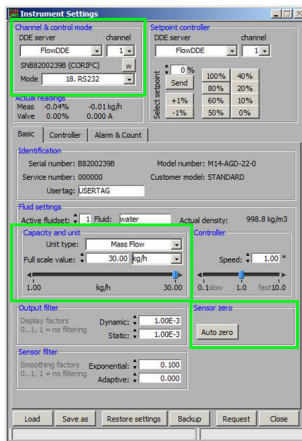 Instrument Settings
Channel & control mode
DDE server channel
FlowDDE 1
SNB8200239B (CORIFC) w
Mode 18. RS232
Setpoint controller
DDE server channel
FlowDDE 1
Select setpoint
0 %
Send
+1%
-1%
100% 40%
80% 20%
60% 10%
50% 0%
Actual readings
Meas -0.04% -0.01 kg/h
Valve 0.00% 0.000 A
Basic Controller Alarm & Count
Identification
Serial number: B8200239B Model number: M14-AGD-22-0
Service number: 000000 Customer model: STANDARD
Usertag: USERTAG
Fluid settings
Active fluidset: 1 Fluid: water Actual density: 998.8 kg/m3
Capacity and unit
Unit type: Mass Flow
Full scale value: 30.00 kg/h
1.00 kg/h 30.00
Controller
Speed: 1.00
0.1slow 1.0 fast10.0
Output filter
Display factors Dynamic: 1.00E-3
0..1, 1 = no filtering Static: 1.00E-3
Sensor zero
Auto zero
Sensor filter
Smoothing factors Exponential: 0.100
0..1, 1 = no filtering Adaptive: 0.000
Load Save as Restore settings Backup Request Close